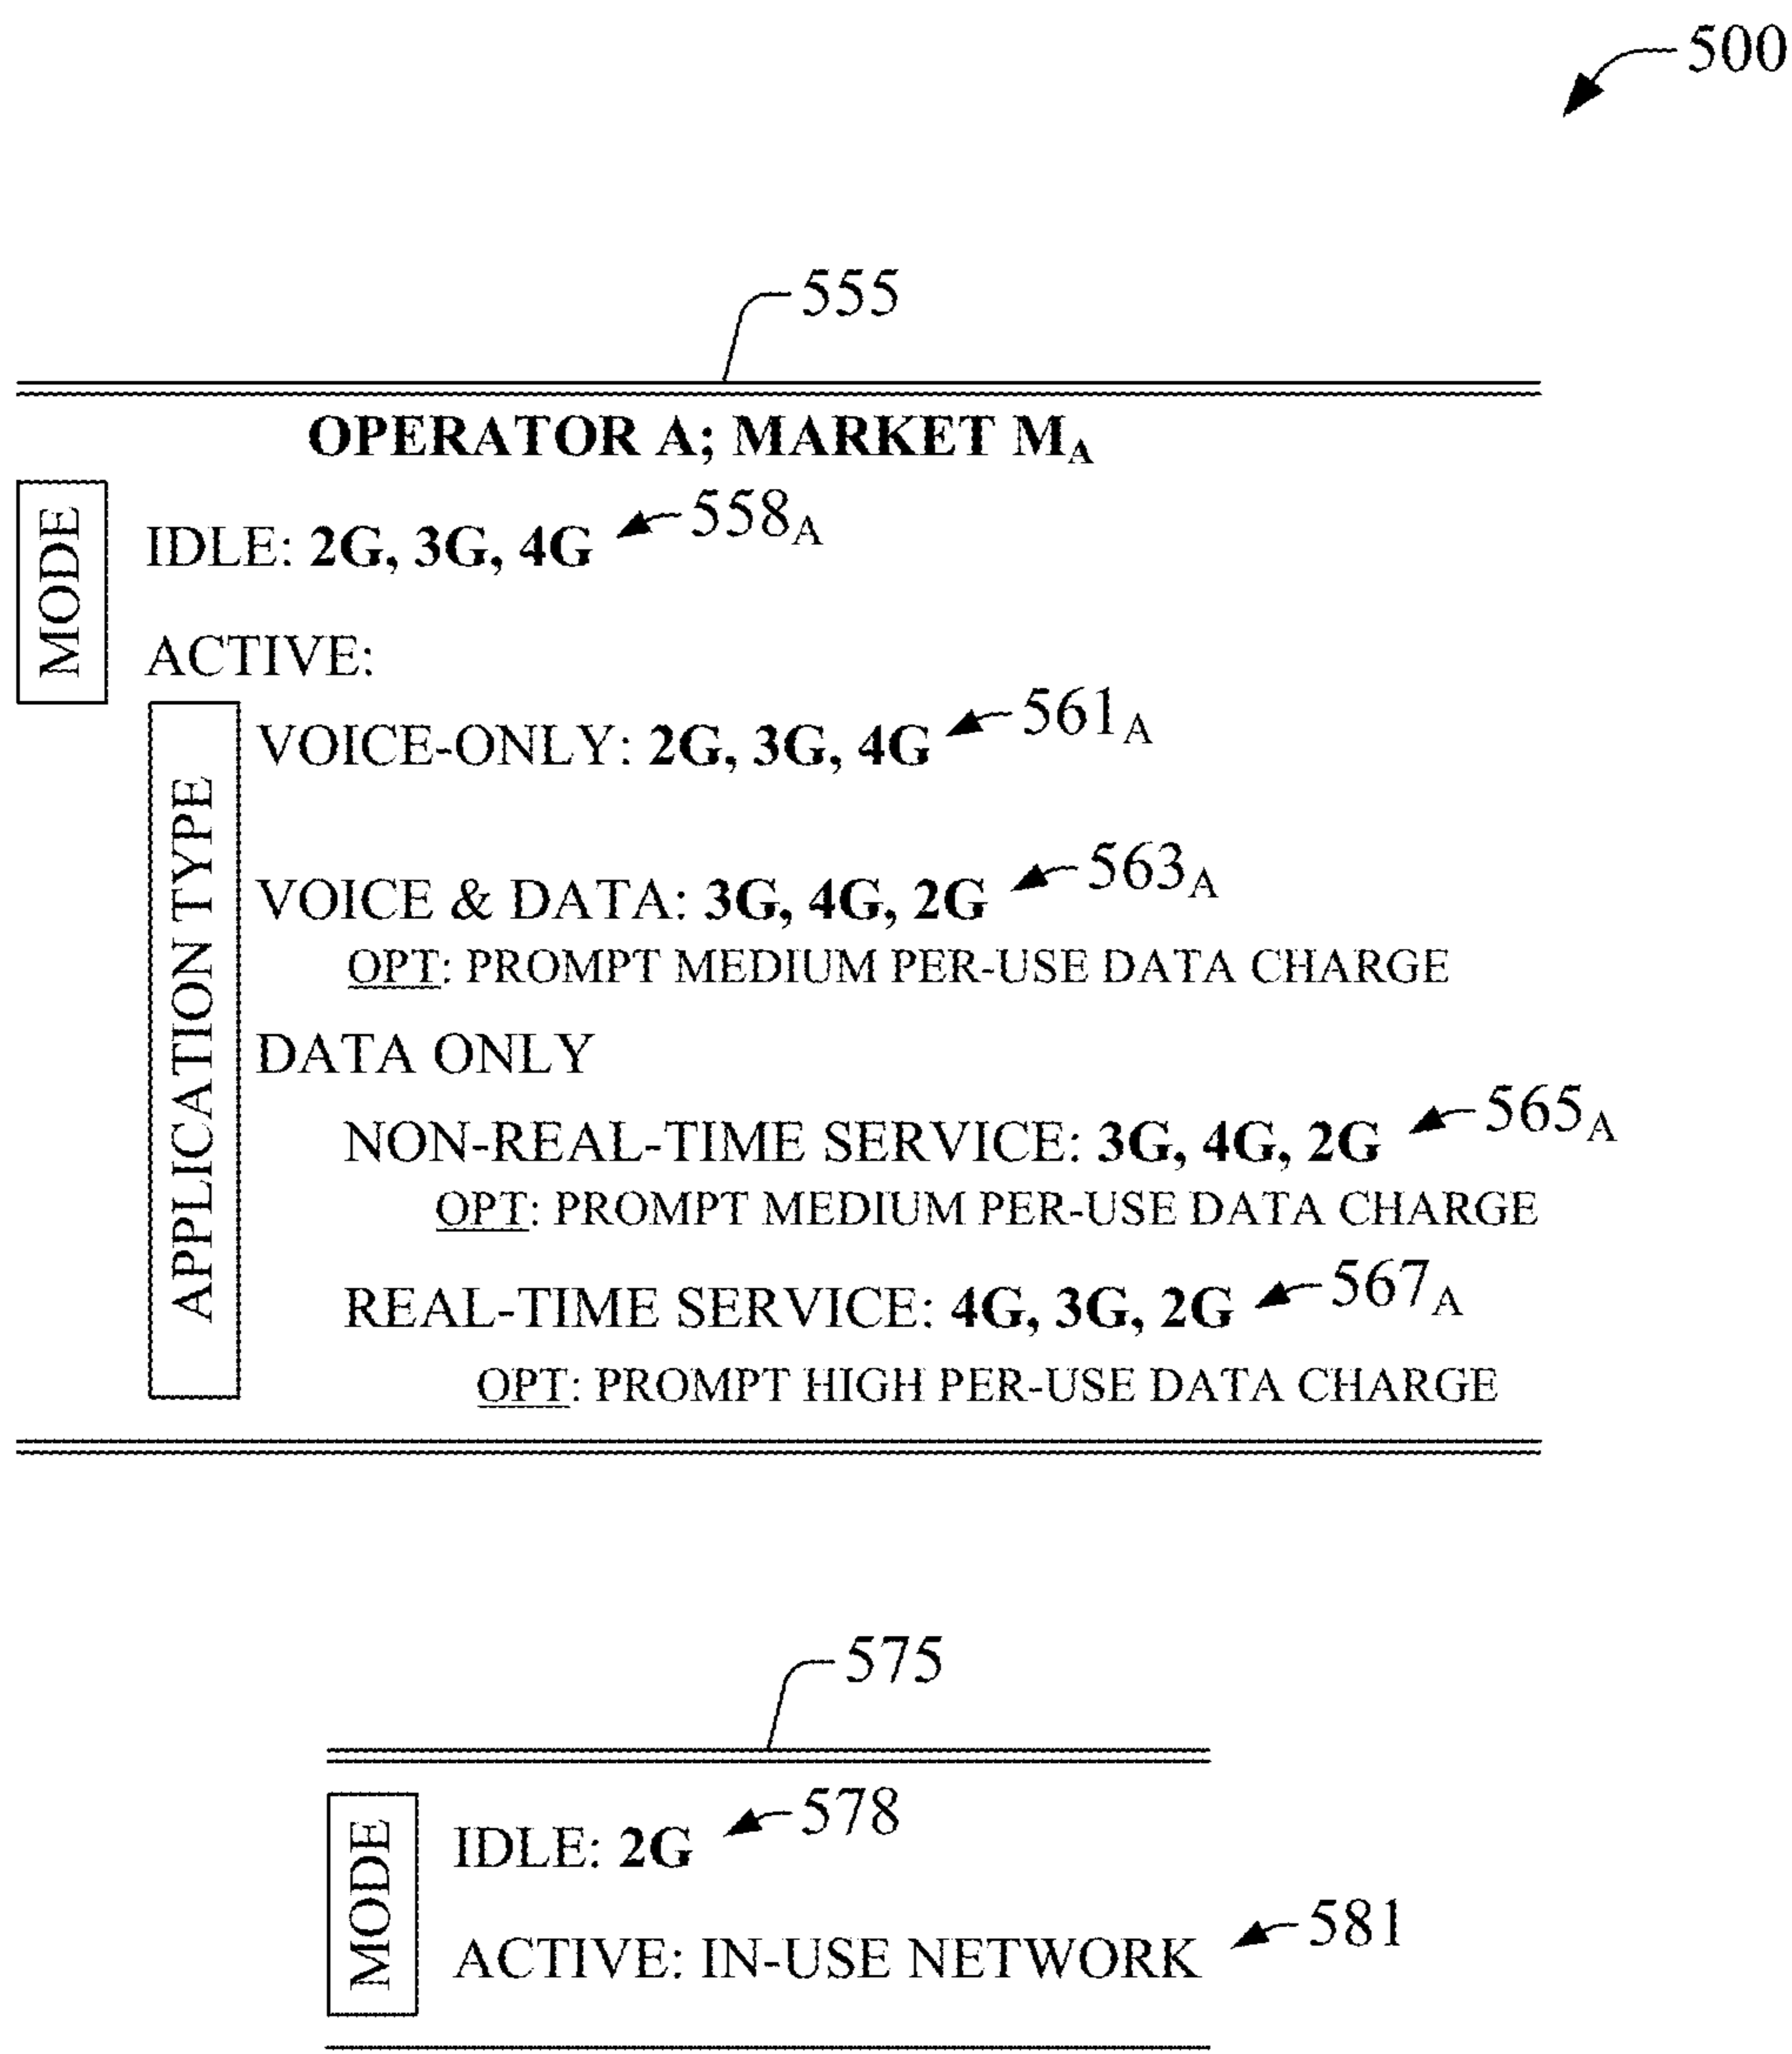 500
555
OPERATOR A; MARKET MA
MODE
IDLE: 2G, 3G, 4G 558A
ACTIVE:
APPLICATION TYPE
VOICE-ONLY: 2G, 3G, 4G 561A
VOICE & DATA: 3G, 4G, 2G 563A
OPT: PROMPT MEDIUM PER-USE DATA CHARGE
DATA ONLY
NON-REAL-TIME SERVICE: 3G, 4G, 2G 565A
OPT: PROMPT MEDIUM PER-USE DATA CHARGE
REAL-TIME SERVICE: 4G, 3G, 2G 567A
OPT: PROMPT HIGH PER-USE DATA CHARGE
575
MODE
IDLE: 2G 578
ACTIVE: IN-USE NETWORK 581